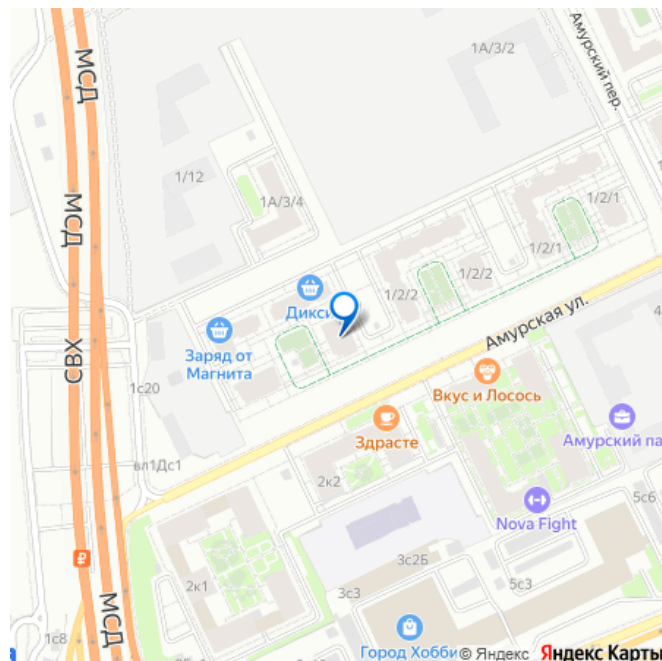 1А/3/2
Амурский пер.
МСД
МСД
1/12
1А/3/4
МСД
МСД
1/2/1
1/2/1
1/2/2
1/2/2
Дикси
Амурская ул.
Заряд от
Магнита
СВХ
Вкус и Лосось
1с20
Здрасте
Амурский па
вл1Дс1
2к2
5с6
Nova Fight
3с2Б
5с3
2к1
3с3
МСД
1с8
Город Хобби
© Яндекс
Яндекс Карты